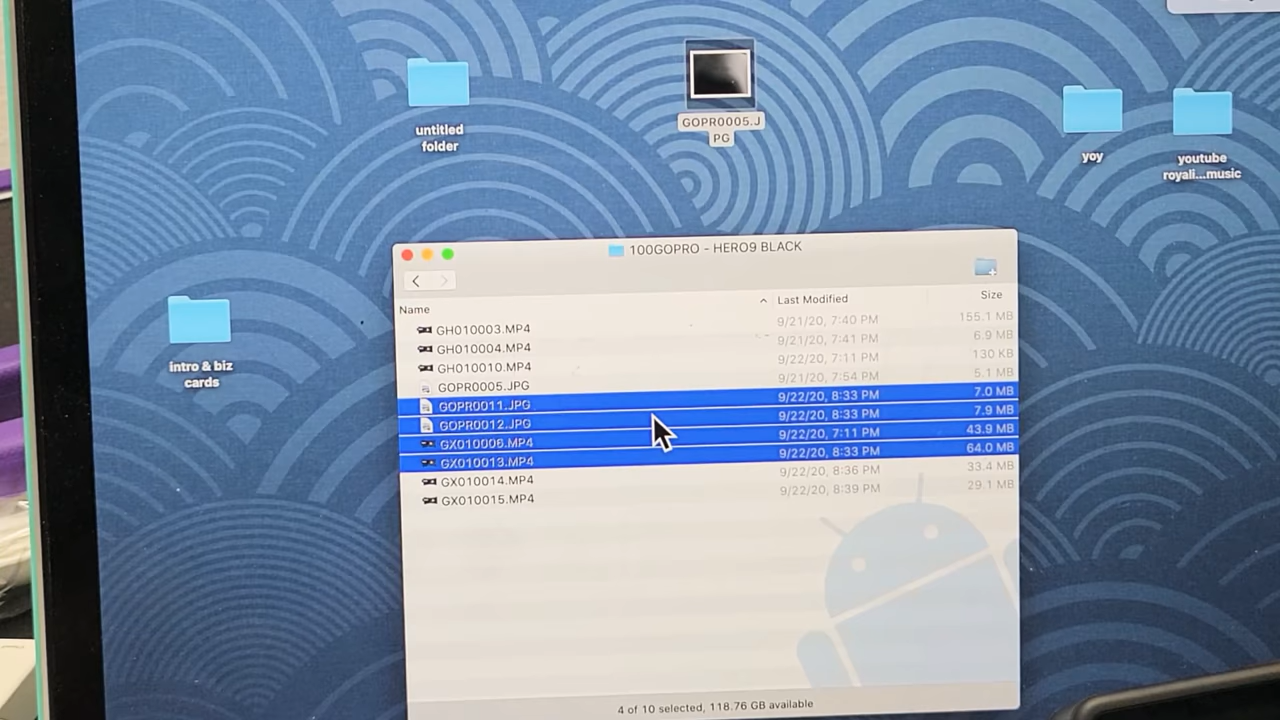 untitled
folder
GOPR0005.J
PG
yoy
youtube
royali...music
intro & biz
cards
100GOPRO - HERO9 BLACK
Name Last Modified Size
GH010003.MP4 9/21/20, 7:40 PM 155.1 MB
GH010004.MP4 9/21/20, 7:41 PM 6.9 MB
GH010010.MP4 9/22/20, 7:11 PM 130 KB
GOPR0005.JPG 9/21/20, 7:54 PM 5.1 MB
GOPR0011.JPG 9/22/20, 8:33 PM 7.0 MB
GOPR0012.JPG 9/22/20, 8:33 PM 7.9 MB
GX010006.MP4 9/22/20, 7:11 PM 43.9 MB
GX010013.MP4 9/22/20, 8:33 PM 64.0 MB
GX010014.MP4 9/22/20, 8:36 PM 33.4 MB
GX010015.MP4 9/22/20, 8:39 PM 29.1 MB
4 of 10 selected, 118.76 GB available